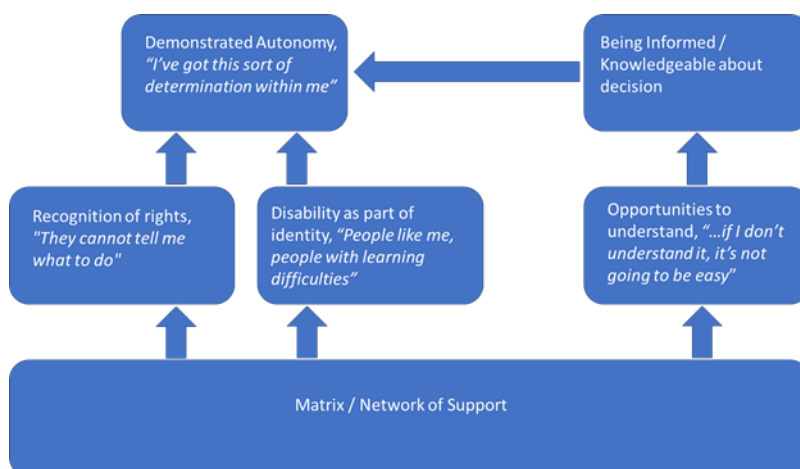 Demonstrated Autonomy,
“I’ve got this sort of
determination within me”
Being Informed /
Knowledgeable about
decision
Recognition of rights,
"They cannot tell me
what to do"
Disability as part of
identity, “People like me,
people with learning
difficulties”
Opportunities to
understand, “…if I don’t
understand it, it’s not
going to be easy”
Matrix / Network of Support